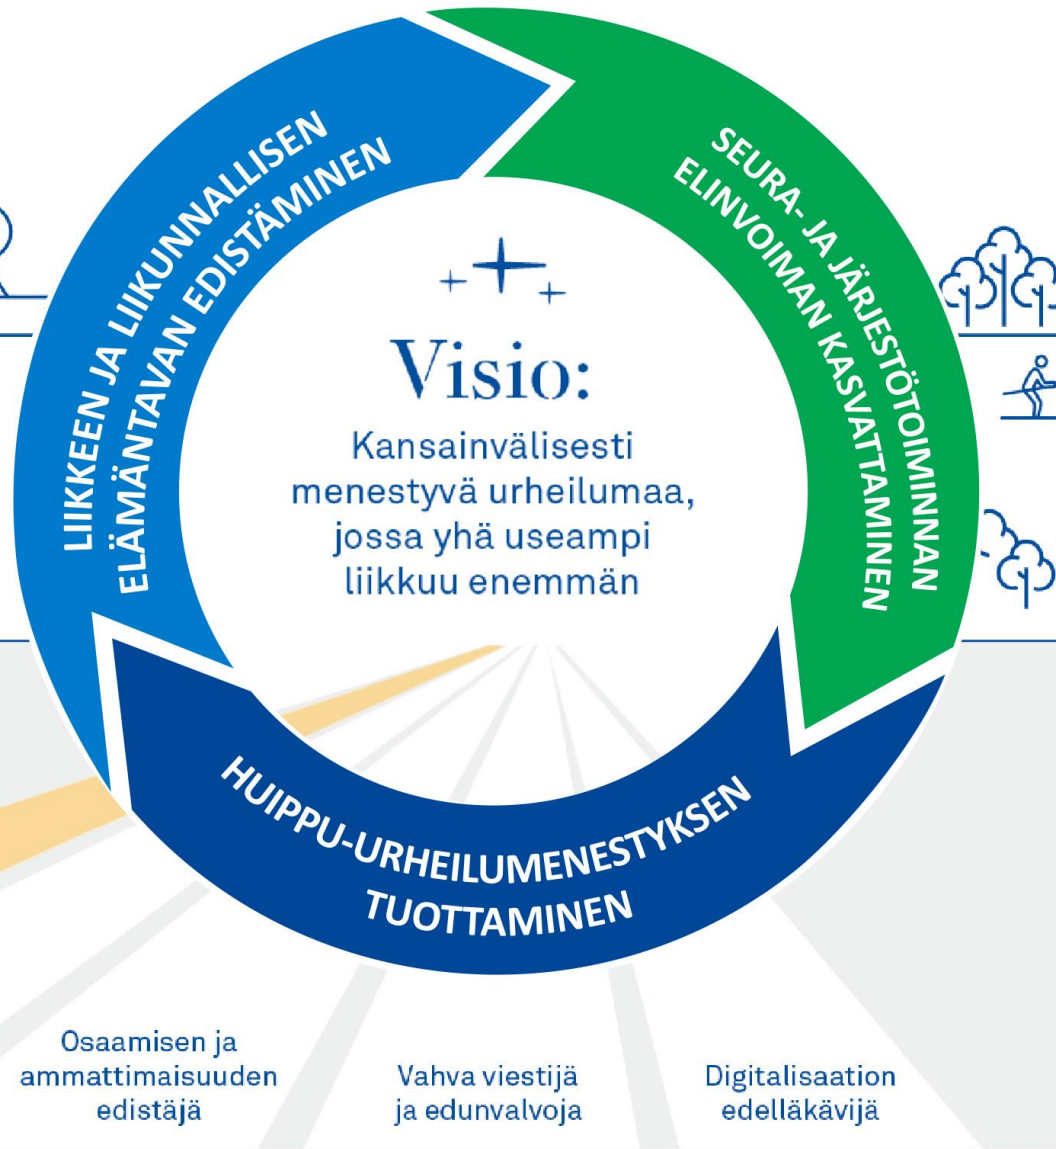 LIIKKEEN JA LIIKUNNALLISEN
ELÄMÄNTAVAN EDISTÄMINEN
SEURA- JA JÄRJESTÖTOIMINNAN
ELINVOIMAN KASVATTAMINEN
Visio:
Kansainvälisesti
menestyvä urheilumaa,
jossa yhä useampi
liikkuu enemmän
HUIPPU-URHEILUMENESTYKSEN
TUOTTAMINEN
Osaamisen ja
ammattimaisuuden
edistäjä
Vahva viestijä
ja edunvalvoja
Digitalisaation
edelläkävijä